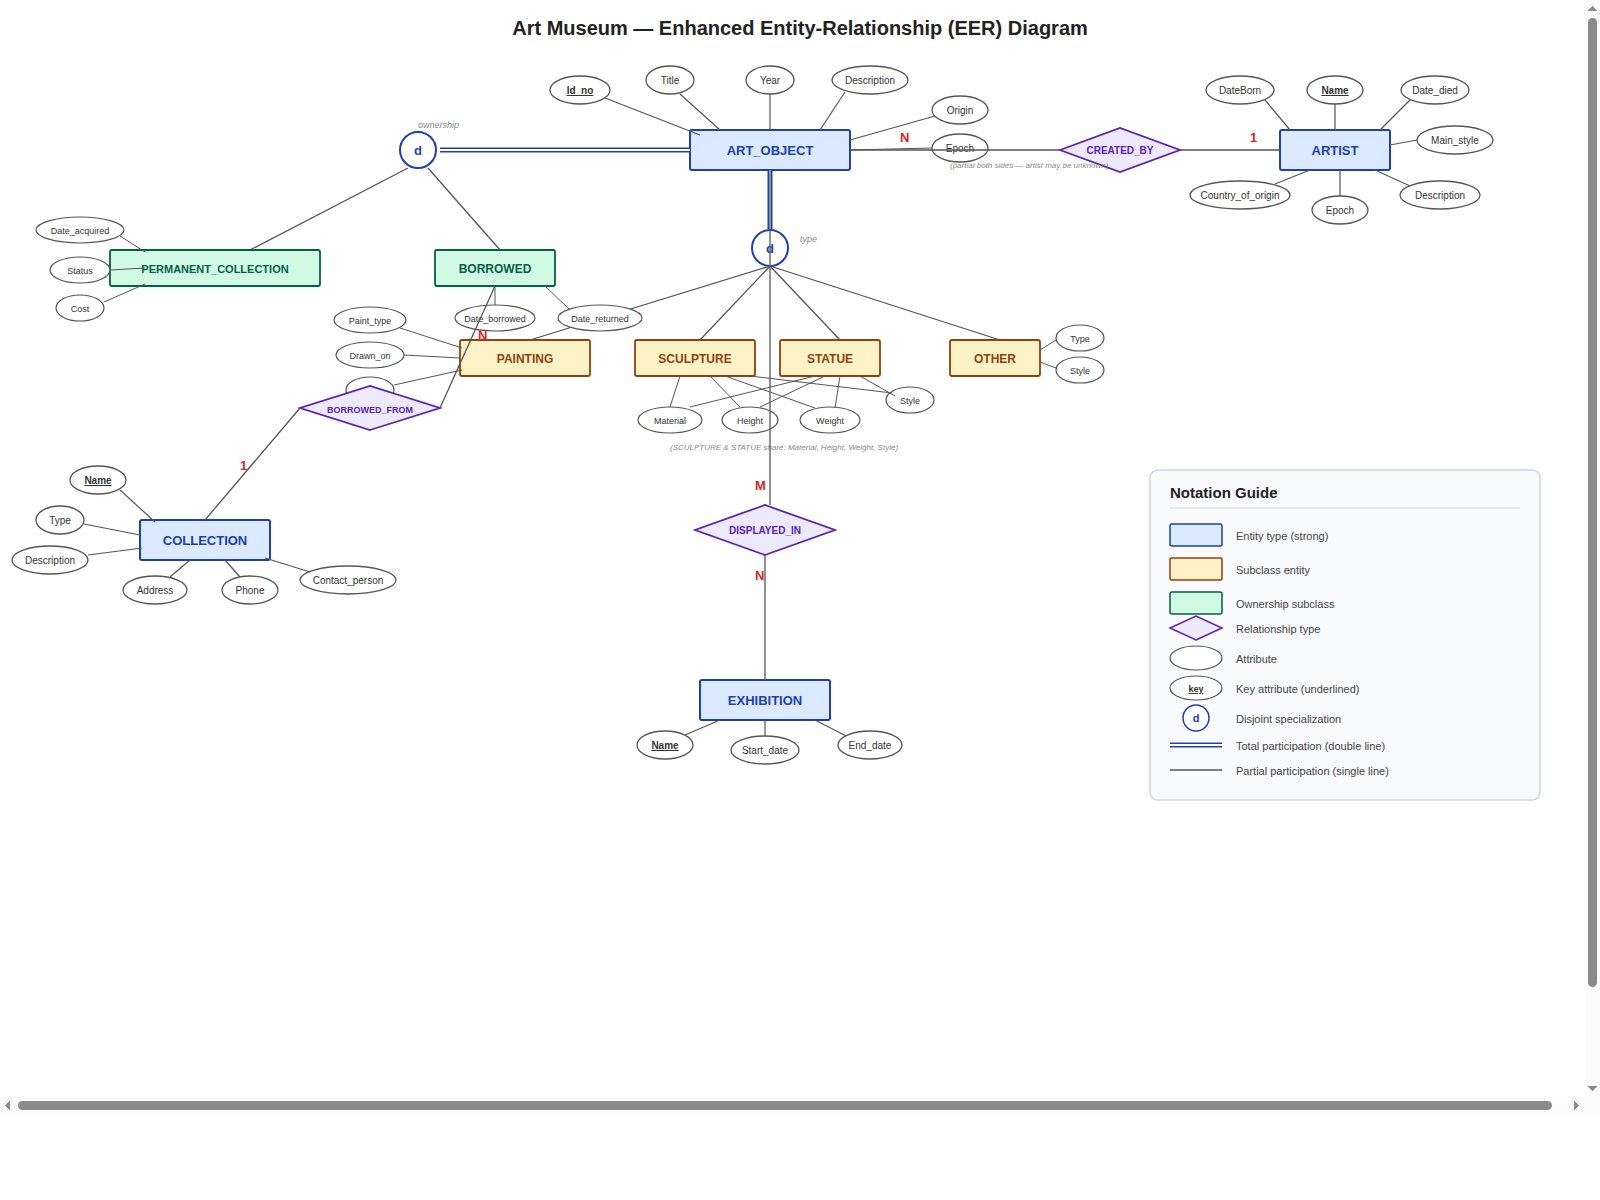 Art Museum — Enhanced Entity-Relationship (EER) Diagram
Id_no
Title
Year
Description
Origin
Epoch
ownership
d
ART_OBJECT
N
CREATED_BY
(partial both sides — artist may be unknown)
1
ARTIST
DateBorn
Name
Date_died
Main_style
Country_of_origin
Epoch
Description
Date_acquired
Status
Cost
PERMANENT_COLLECTION
BORROWED
d
type
Date_borrowed
Date_returned
N
Paint_type
Drawn_on
PAINTING
SCULPTURE
STATUE
OTHER
Type
Style
Style
Material
Height
Weight
(SCULPTURE & STATUE share: Material, Height, Weight, Style)
BORROWED_FROM
1
Name
Type
Description
COLLECTION
Address
Phone
Contact_person
M
DISPLAYED_IN
N
EXHIBITION
Name
Start_date
End_date
Notation Guide
Entity type (strong)
Subclass entity
Ownership subclass
Relationship type
Attribute
key
Key attribute (underlined)
d
Disjoint specialization
Total participation (double line)
Partial participation (single line)